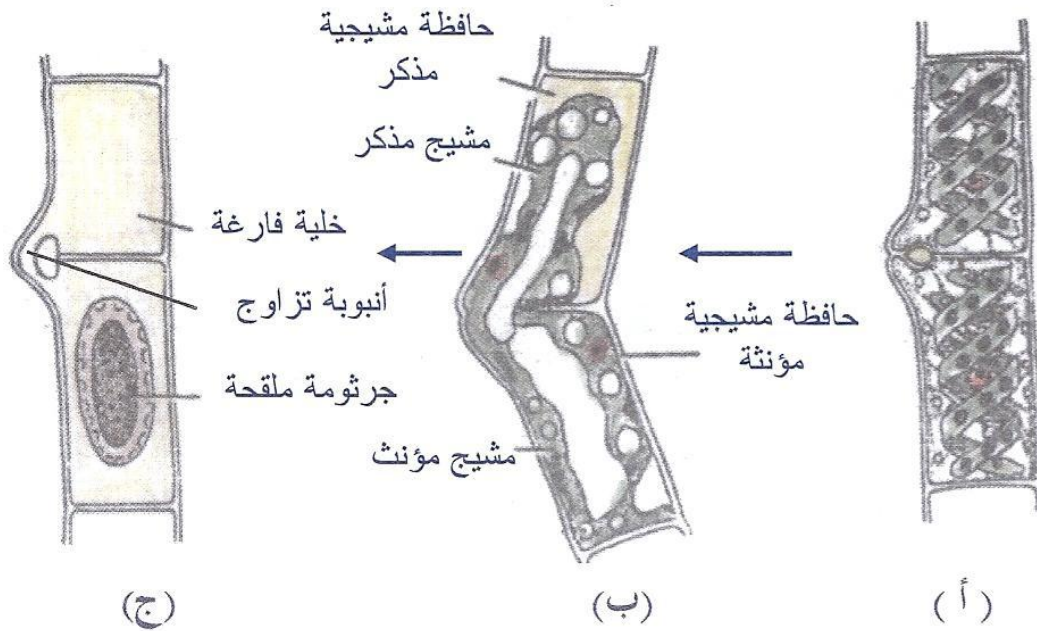 حافظة مشيجية
مذكر
مشيج مذكر
خلية فارغة
أنبوبة تزاوج
حافظة مشيجية
مؤنثة
جرثومة ملقحة
مشيج مؤنث
(أ)
(ب)
(ج)